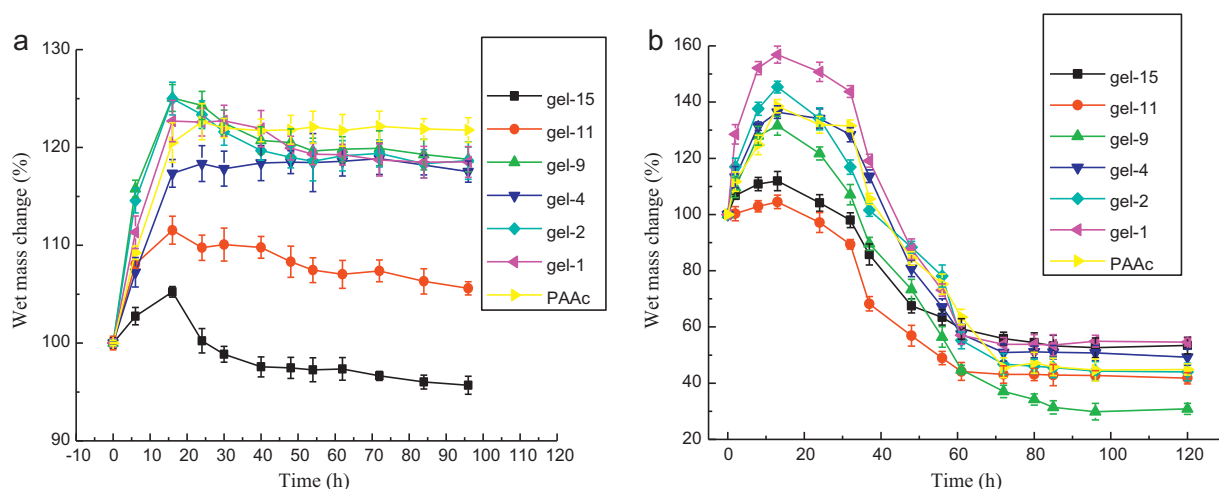 a
130
120
110
100
90
-10 0 10 20 30 40 50 60 70 80 90 100 110 120
Wet mass change (%)
Time (h)
gel-15
gel-11
gel-9
gel-4
gel-2
gel-1
PAAc
b
160
140
120
100
80
60
40
20
0 20 40 60 80 100 120
Wet mass change (%)
Time (h)
gel-15
gel-11
gel-9
gel-4
gel-2
gel-1
PAAc